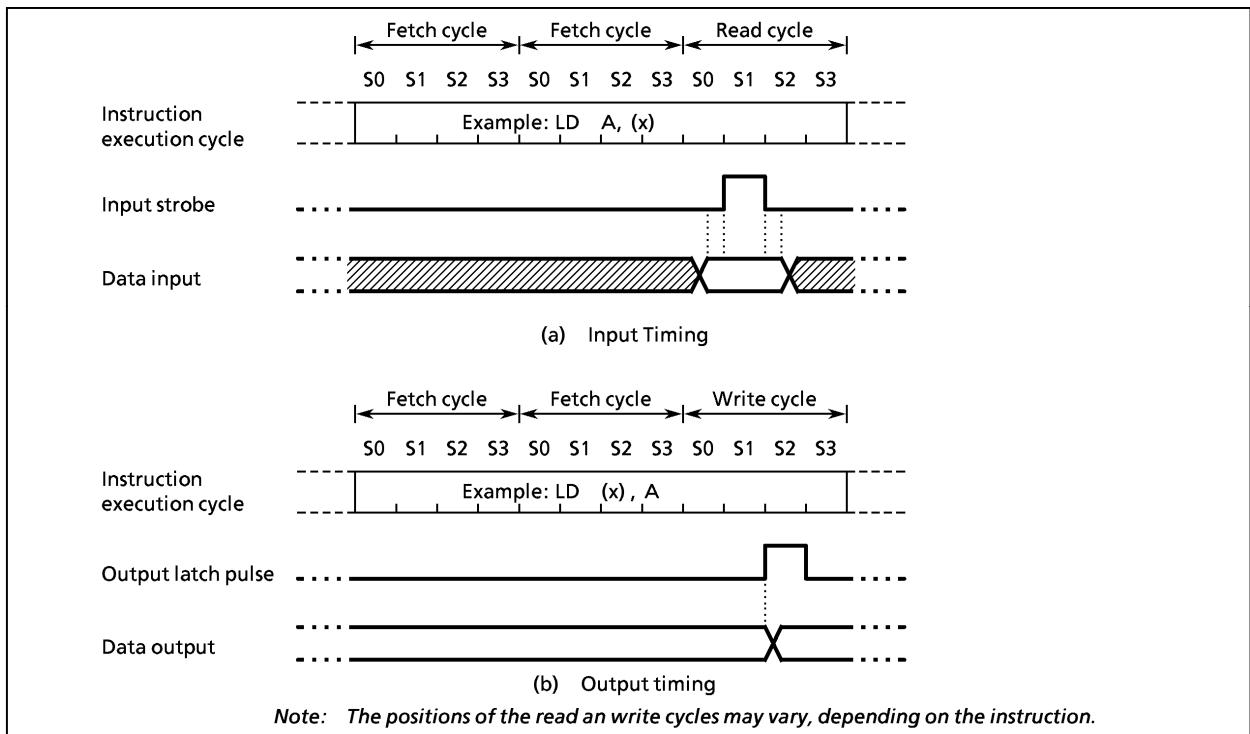 Fetch cycle Fetch cycle Read cycle
S0 S1 S2 S3 S0 S1 S2 S3 S0 S1 S2 S3
Instruction
execution cycle
Example: LD A, (x)
Input strobe
Data input
(a) Input Timing
Fetch cycle Fetch cycle Write cycle
S0 S1 S2 S3 S0 S1 S2 S3 S0 S1 S2 S3
Instruction
execution cycle
Example: LD (x) , A
Output latch pulse
Data output
(b) Output timing
Note: The positions of the read an write cycles may vary, depending on the instruction.